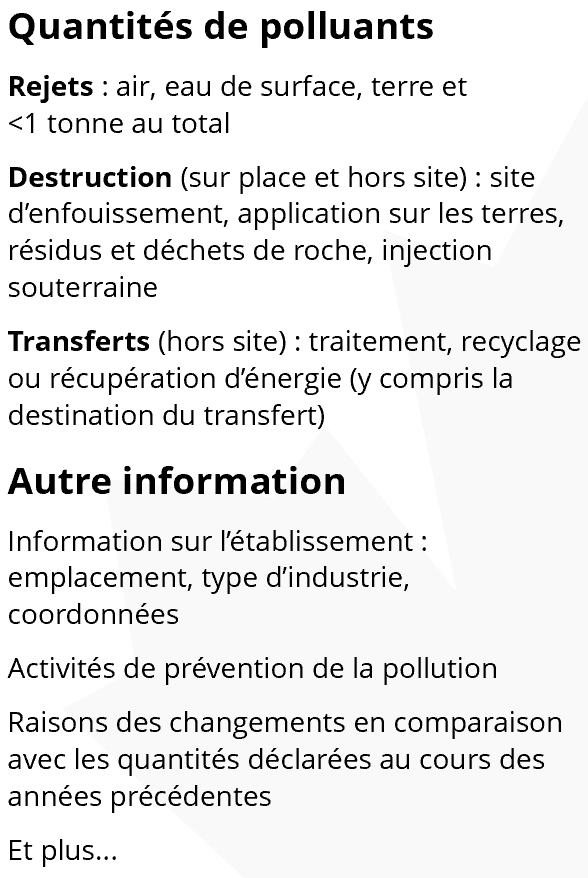 Quantités de polluants
Rejets : air, eau de surface, terre et
<1 tonne au total
Destruction (sur place et hors site) : site
d’enfouissement, application sur les terres,
résidus et déchets de roche, injection
souterraine
Transferts (hors site) : traitement, recyclage
ou récupération d’énergie (y compris la
destination du transfert)
Autre information
Information sur l’établissement :
emplacement, type d’industrie,
coordonnées
Activités de prévention de la pollution
Raisons des changements en comparaison
avec les quantités déclarées au cours des
années précédentes
Et plus...